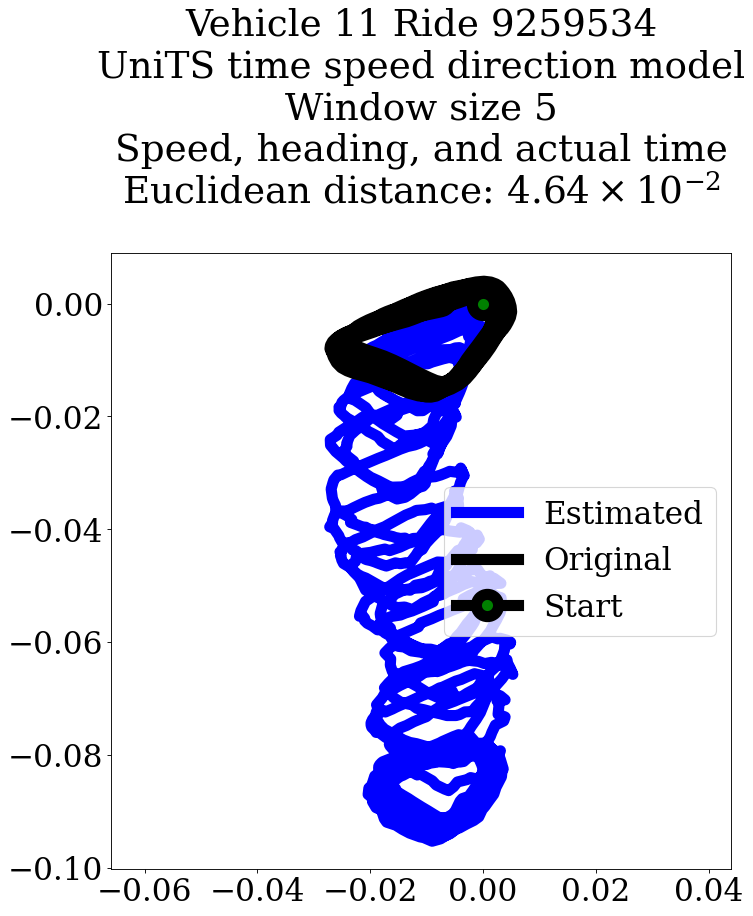 Vehicle 11 Ride 9259534
UniTS time speed direction model
Window size 5
Speed, heading, and actual time
Euclidean distance: 4.64 × 10⁻²
0.00
−0.02
−0.04
−0.06
−0.08
−0.10
Estimated
Original
Start
−0.06 −0.04 −0.02 0.00 0.02 0.04